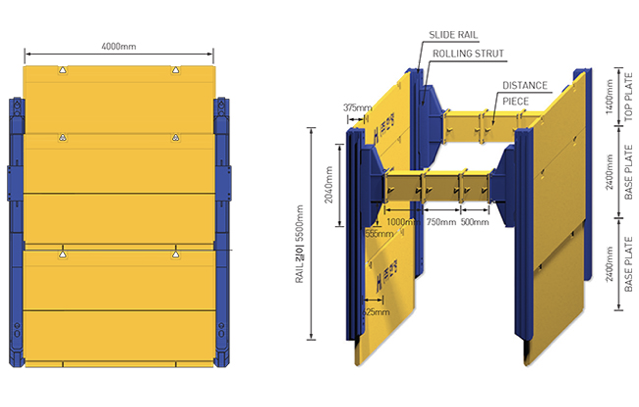 4000mm
SLIDE RAIL
ROLLING STRUT
DISTANCE
PIECE
375mm
1400mm
TOP PLATE
2040mm
2400mm
BASE PLATE
1000mm
750mm
500mm
555mm
RAIL 길이 5500mm
2400mm
BASE PLATE
625mm